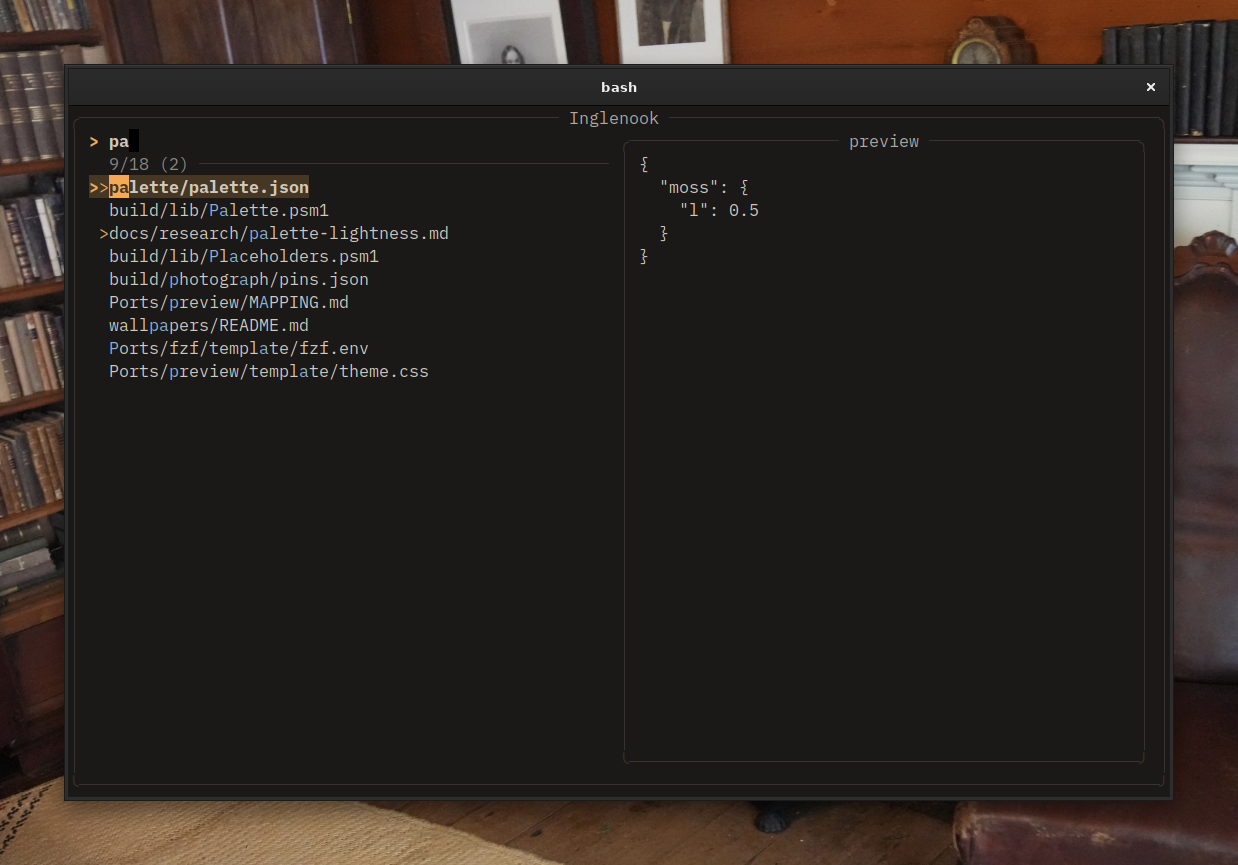 bash ×
Inglenook
> pa
9/18 (2)
>>palette/palette.json
build/lib/Palette.psm1
>docs/research/palette-lightness.md
build/lib/Placeholders.psm1
build/photograph/pins.json
Ports/preview/MAPPING.md
wallpapers/README.md
Ports/fzf/template/fzf.env
Ports/preview/template/theme.css
preview
{
"moss": {
"l": 0.5
}
}